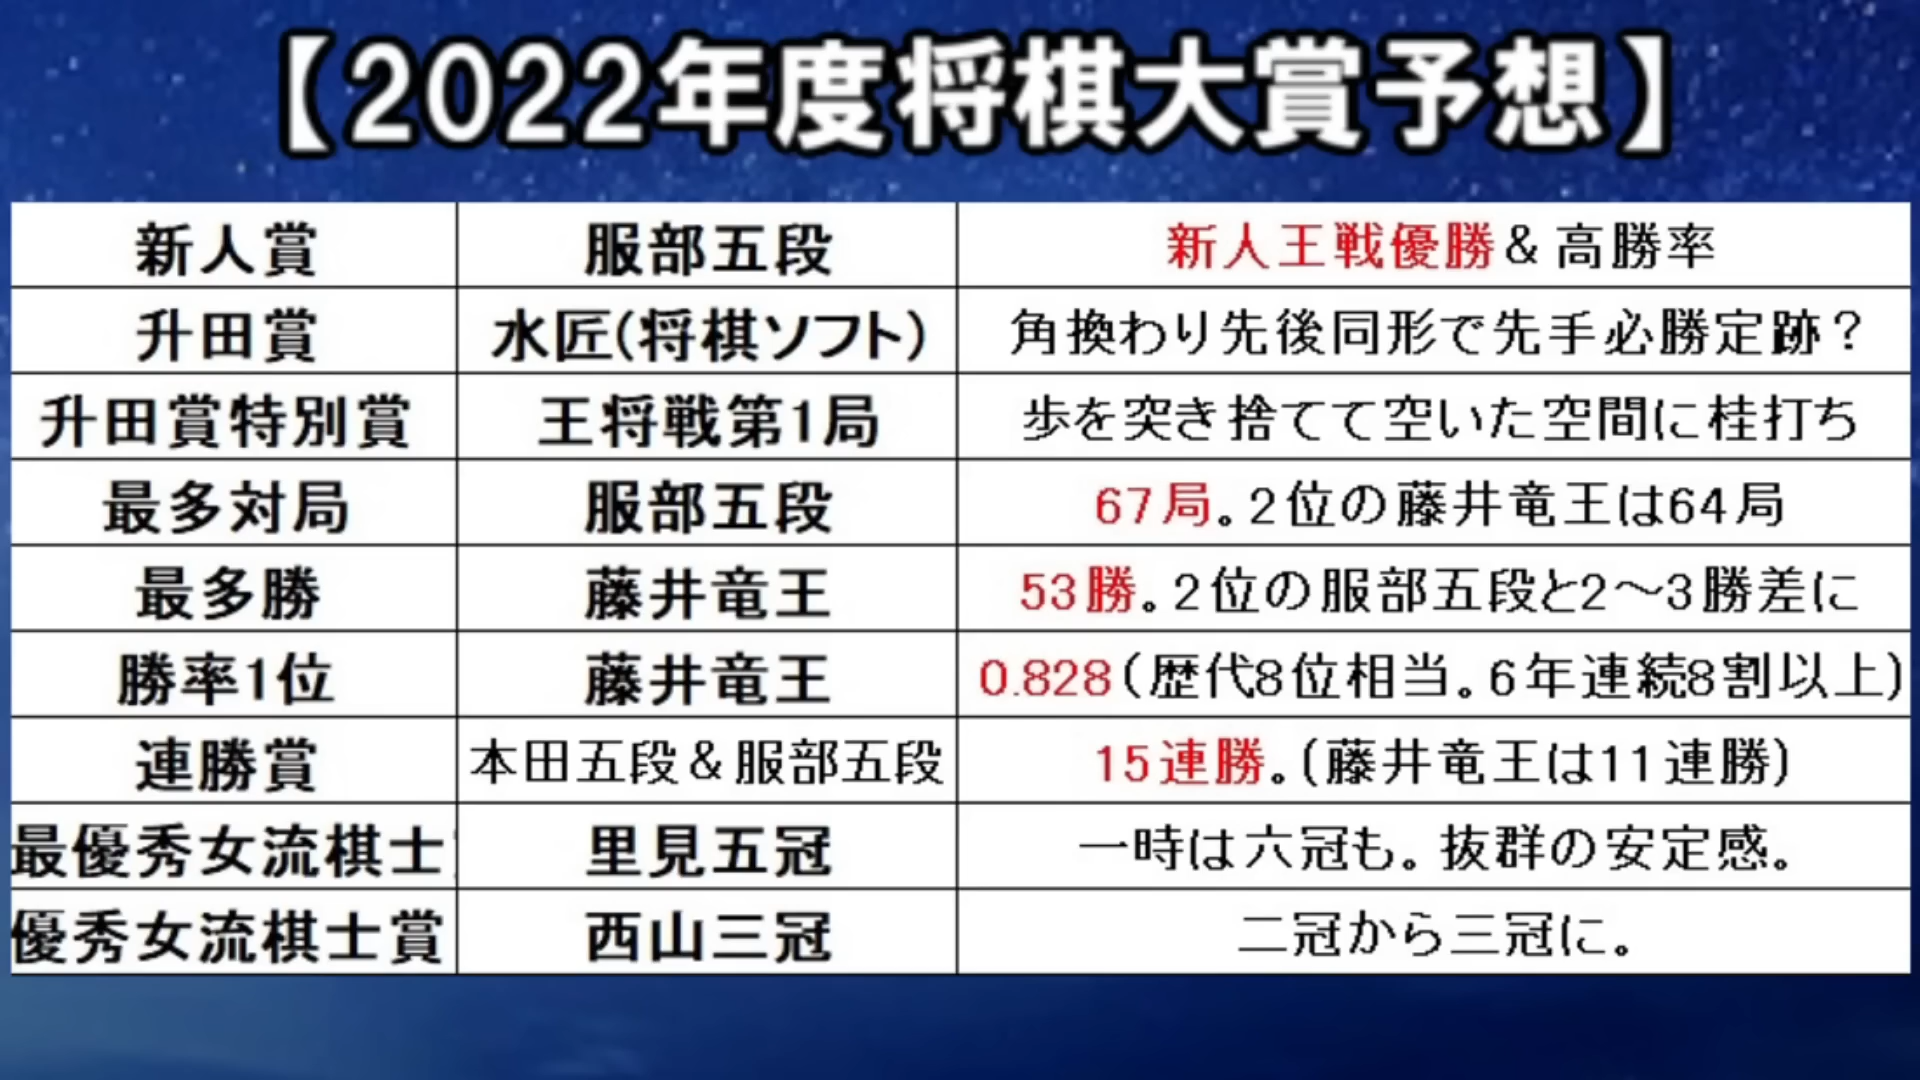 【2022年度将棋大賞予想】
新人賞 服部五段 新人王戦優勝&高勝率
升田賞 水匠(将棋ソフト) 角換わり先後同形で先手必勝定跡?
升田賞特別賞 王将戦第1局 歩を突き捨てて空いた空間に桂打ち
最多対局 服部五段 67局。2位の藤井竜王は64局
最多勝 藤井竜王 53勝。2位の服部五段と2～3勝差に
勝率1位 藤井竜王 0.828(歴代8位相当。6年連続8割以上)
連勝賞 本田五段&服部五段 15連勝。(藤井竜王は11連勝)
最優秀女流棋士 里見五冠 一時は六冠も。抜群の安定感。
優秀女流棋士賞 西山三冠 二冠から三冠に。